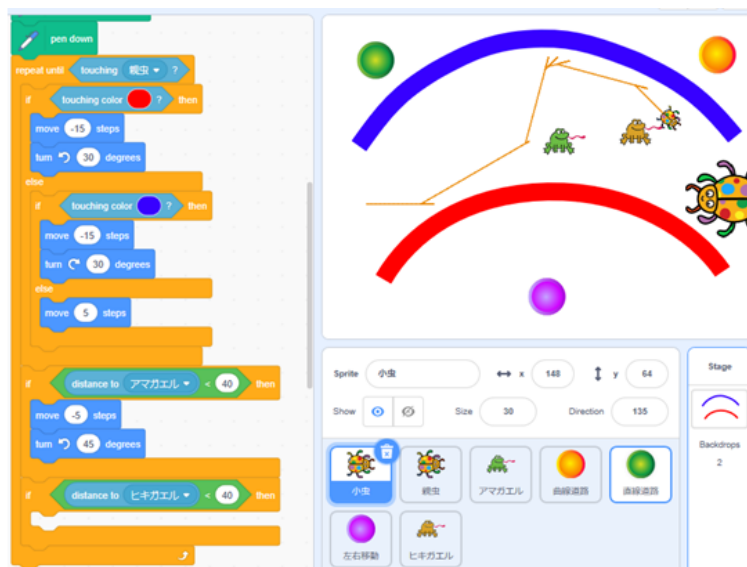 pen down
repeat until touching 親虫 ?
if touching color ? then
move -15 steps
turn 30 degrees
else
if touching color ? then
move -15 steps
turn 30 degrees
else
move 5 steps
if distance to アマガエル < 40 then
move -5 steps
turn 45 degrees
if distance to ヒキガエル < 40 then
Sprite 小虫 x 148 y 64
Show Size 30 Direction 135
Stage
Backdrops
2
小虫 親虫 アマガエル 曲線道路 直線道路
左右移動 ヒキガエル